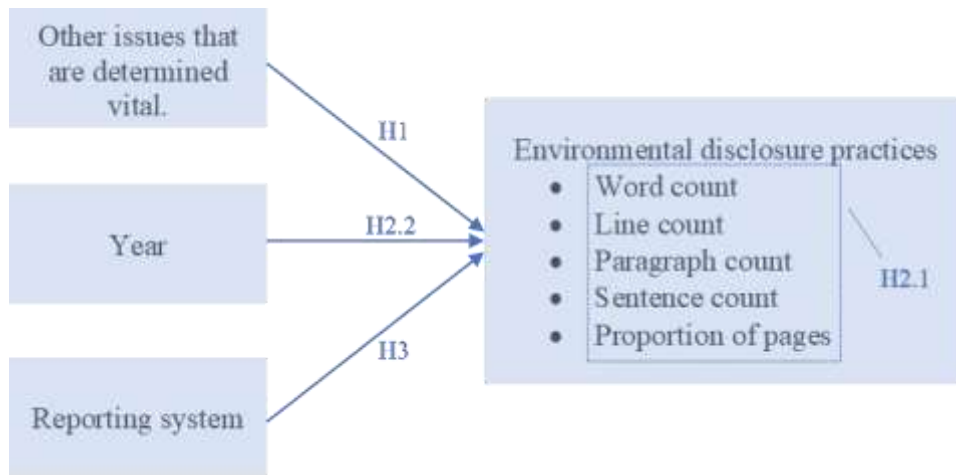 Other issues that
are determined
vital.
H1
Year
H2.2
Reporting system
H3
Environmental disclosure practices
• Word count
• Line count
• Paragraph count
• Sentence count
• Proportion of pages
H2.1